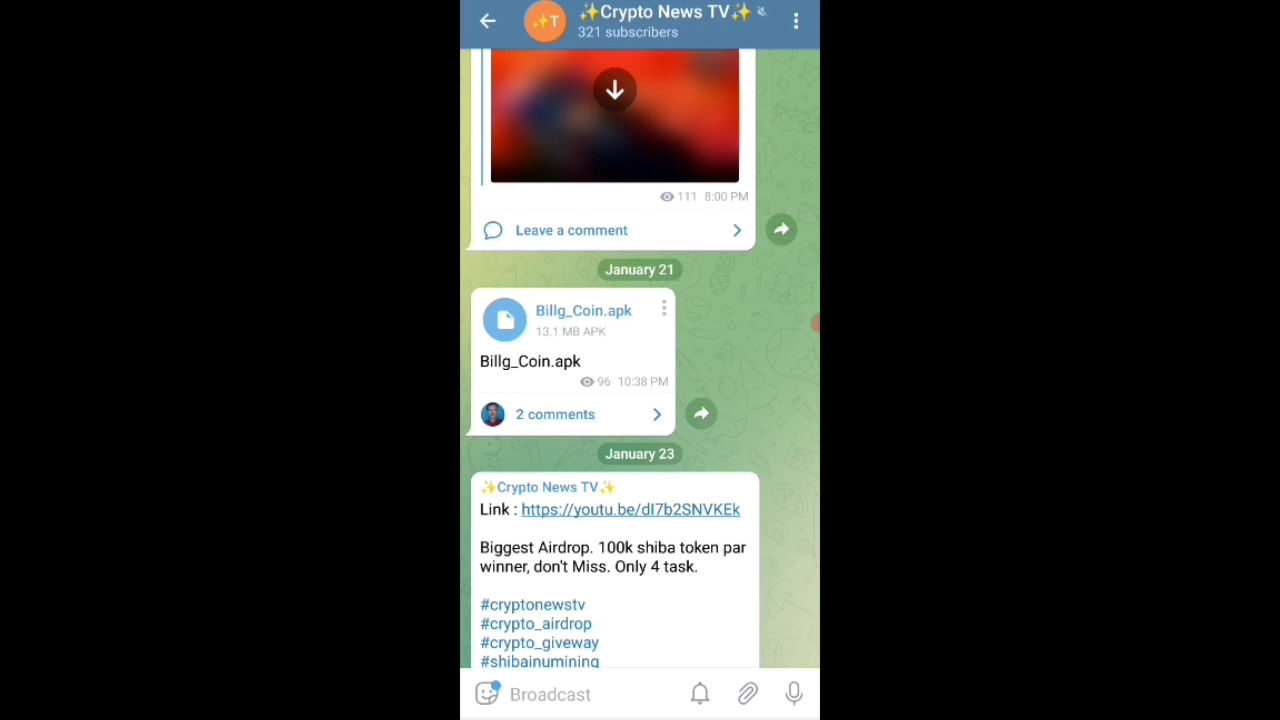 ✨Crypto News TV✨
✨T
321 subscribers
111 8:00 PM
Leave a comment
January 21
Billg_Coin.apk
13.1 MB APK
Billg_Coin.apk
96 10:38 PM
2 comments
January 23
✨Crypto News TV✨
Link : https://youtu.be/dI7b2SNVKEk
Biggest Airdrop. 100k shiba token par
winner, don't Miss. Only 4 task.
#cryptonewstv
#crypto_airdrop
#crypto_giveway
#shibainumining
Broadcast